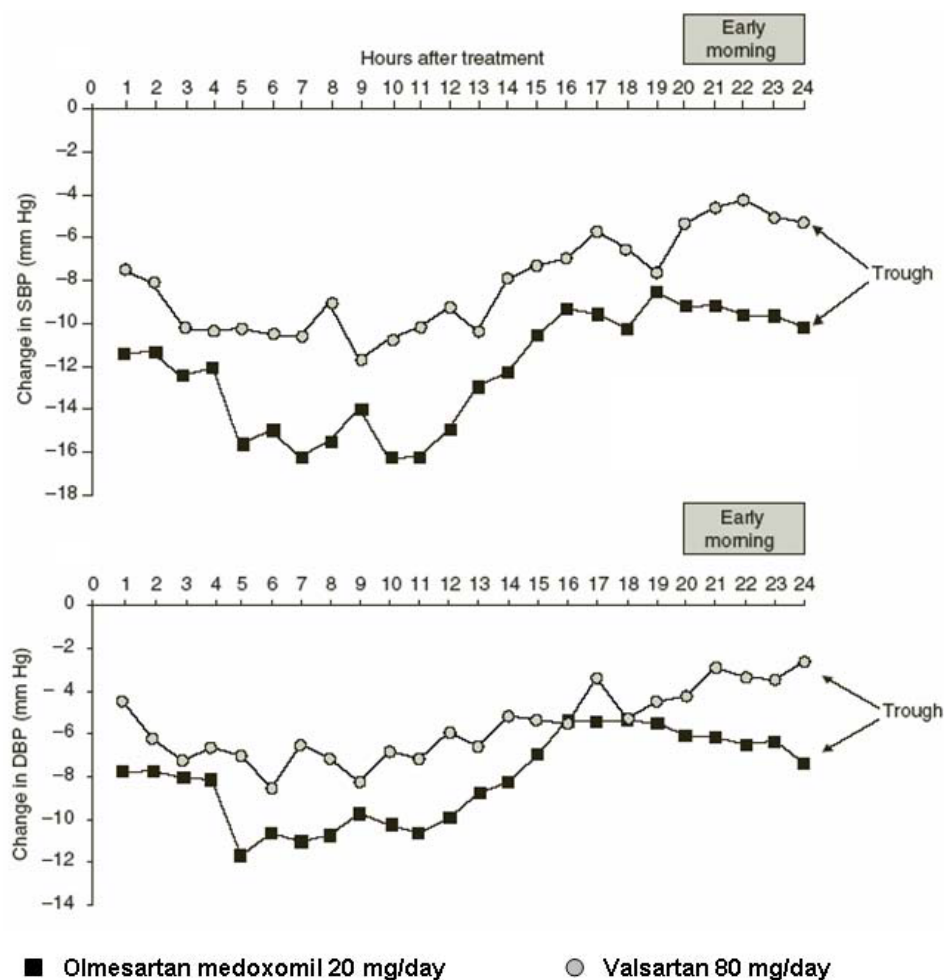 Early
morning
Hours after treatment
0 1 2 3 4 5 6 7 8 9 10 11 12 13 14 15 16 17 18 19 20 21 22 23 24
0
–2
–4
–6
–8
–10
–12
–14
–16
–18
Change in SBP (mm Hg)
Trough
Early
morning
0 1 2 3 4 5 6 7 8 9 10 11 12 13 14 15 16 17 18 19 20 21 22 23 24
0
–2
– 4
–6
–8
–10
–12
–14
Change in DBP (mm Hg)
Trough
Olmesartan medoxomil 20 mg/day Valsartan 80 mg/day